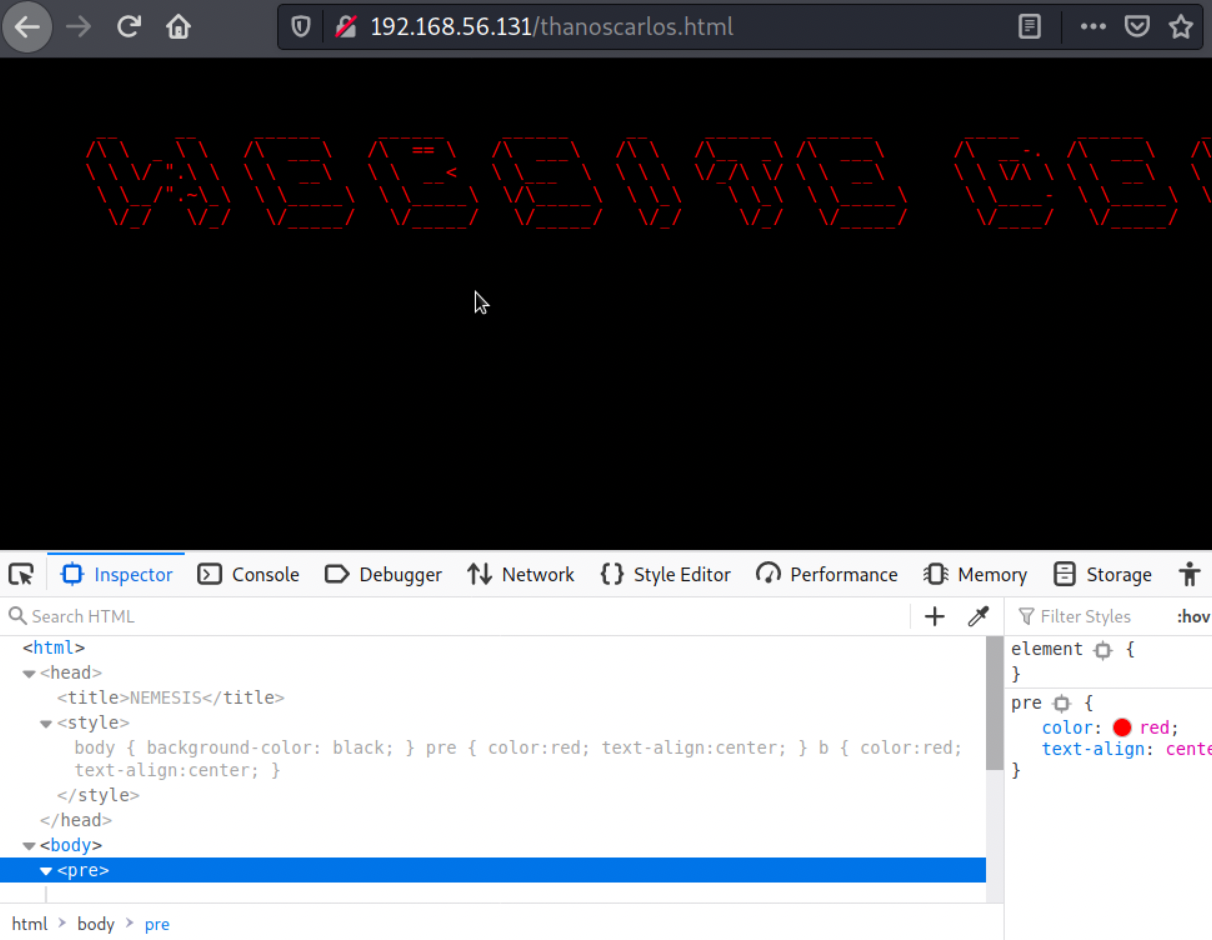 192.168.56.131/thanoscarlos.html
WEBSITE DE
Inspector
Console
Debugger
Network
Style Editor
Performance
Memory
Storage
Search HTML
Filter Styles
:hov
<html>
<head>
<title>NEMESIS</title>
<style>
body { background-color: black; } pre { color:red; text-align:center; } b { color:red;
text-align:center; }
</style>
</head>
<body>
<pre>
html > body > pre
element {
}
pre {
color: red;
text-align: cente
}